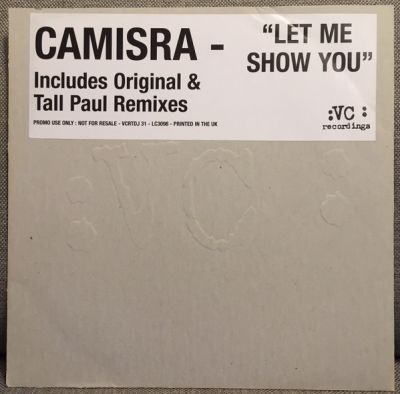 CAMISRA -
"LET ME
SHOW YOU"
Includes Original &
Tall Paul Remixes
:VC :
recordings
PROMO USE ONLY : NOT FOR RESALE - VCRTDJ 31 - LC3098 - PRINTED IN THE UK
:VC :